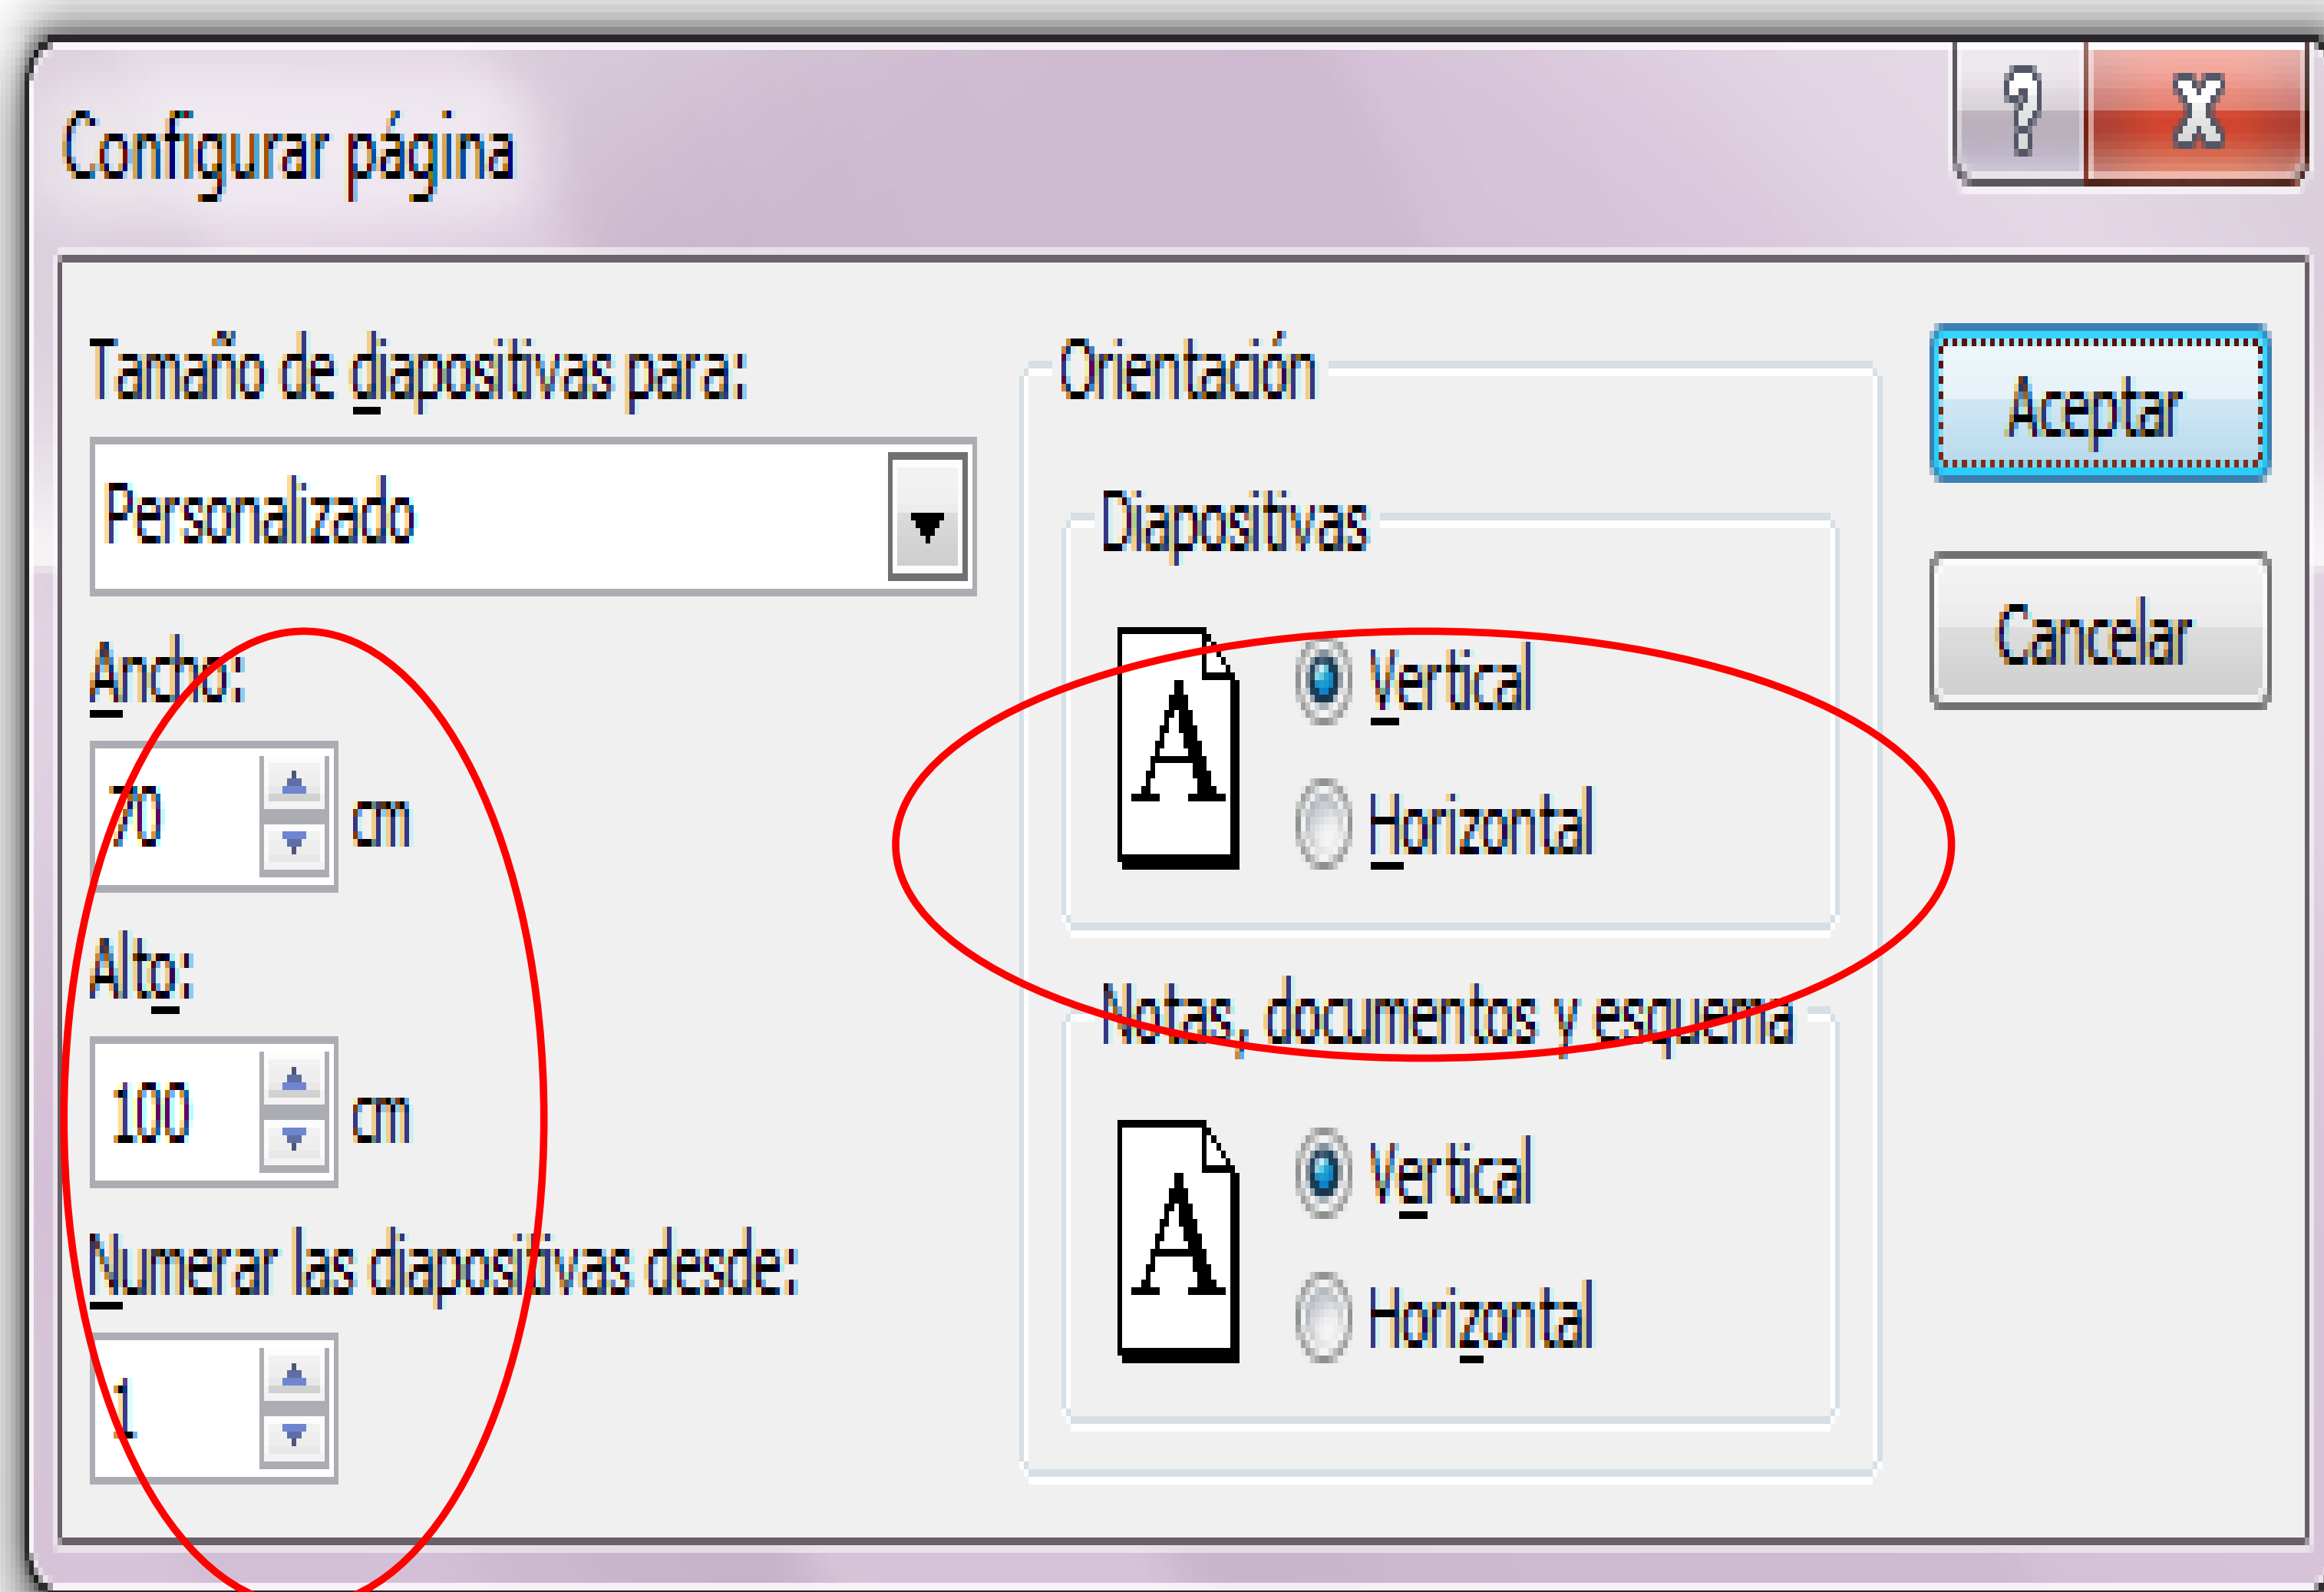 Configurar página
?
X
Tamaño de diapositivas para:
Personalizado
Ancho:
70 cm
Alto:
100 cm
Numerar las diapositivas desde:
1
Orientación
Diapositivas
A
Vertical
Horizontal
Notas, documentos y esquema
A
Vertical
Horizontal
Aceptar
Cancelar